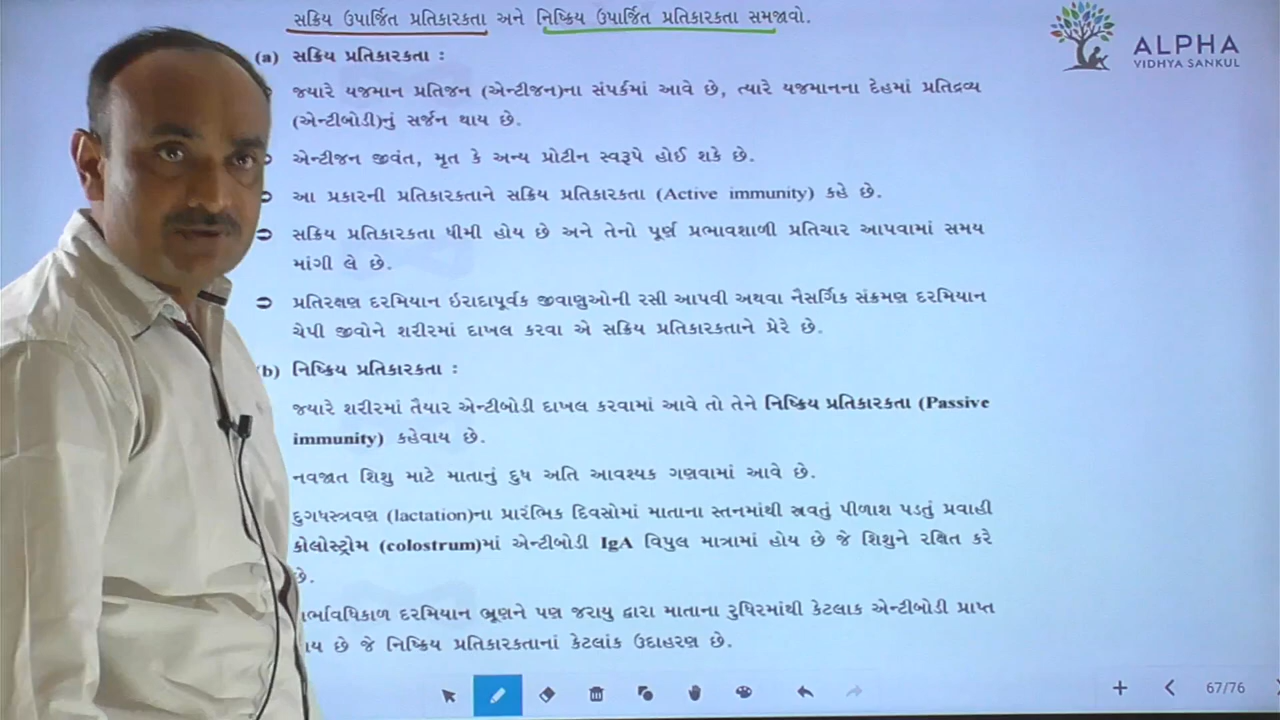 સક્રિય ઉપાર્જિત પ્રતિકારકતા અને નિષ્ક્રિય ઉપાર્જિત પ્રતિકારકતા સમજાવો.
ALPHA
VIDHYA SANKUL
(a) સક્રિય પ્રતિકારકતા :
જયારે યજમાન પ્રતિજન (એન્ટીજન)ના સંપર્કમાં આવે છે, ત્યારે યજમાનના દેહમાં પ્રતિદ્રવ્ય
(એન્ટીબોડી)નું સર્જન થાય છે.
એન્ટીજન જીવંત, મૃત કે અન્ય પ્રોટીન સ્વરૂપે હોઈ શકે છે.
આ પ્રકારની પ્રતિકારકતાને સક્રિય પ્રતિકારકતા (Active immunity) કહે છે.
સક્રિય પ્રતિકારકતા ધીમી હોય છે અને તેનો પૂર્ણ પ્રભાવશાળી પ્રતિચાર આપવામાં સમય
માંગી લે છે.
પ્રતિરક્ષણ દરમિયાન ઈરાદાપૂર્વક જીવાણુઓની રસી આપવી અથવા નૈસર્ગિક સંક્રમણ દરમિયાન
ચેપી જીવોને શરીરમાં દાખલ કરવા એ સક્રિય પ્રતિકારકતાને પ્રેરે છે.
b) નિષ્ક્રિય પ્રતિકારકતા :
જયારે શરીરમાં તૈયાર એન્ટીબોડી દાખલ કરવામાં આવે તો તેને નિષ્ક્રિય પ્રતિકારકતા (Passive
immunity) કહેવાય છે.
નવજાત શિશુ માટે માતાનું દુધ અતિ આવશ્યક ગણવામાં આવે છે.
દુગધસ્ત્રવણ (lactation)ના પ્રારંભિક દિવસોમાં માતાના સ્તનમાંથી સ્રવતું પીળાશ પડતું પ્રવાહી
કોલોસ્ટ્રોમ (colostrum)માં એન્ટીબોડી IgA વિપુલ માત્રામાં હોય છે જે શિશુને રક્ષિત કરે
છે.
દરમિયાન ભ્રૂણને પણ જરાયુ દ્વારા માતાના રુધિરમાંથી કેટલાક એન્ટીબોડી પ્રાપ્ત
છે જે નિષ્ક્રિય પ્રતિકારકતાનાં કેટલાંક ઉદાહરણ છે.
67/76